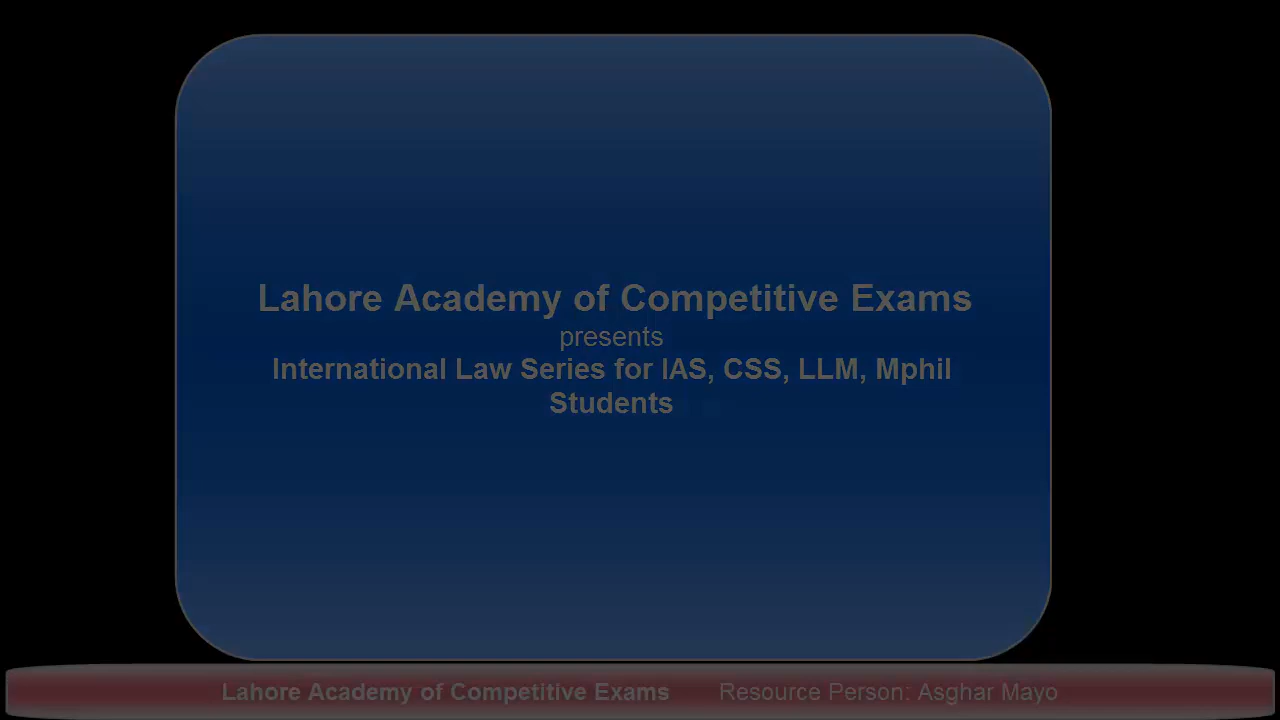 Lahore Academy of Competitive Exams
presents
International Law Series for IAS, CSS, LLM, Mphil
Students
Lahore Academy of Competitive Exams Resource Person: Asghar Mayo